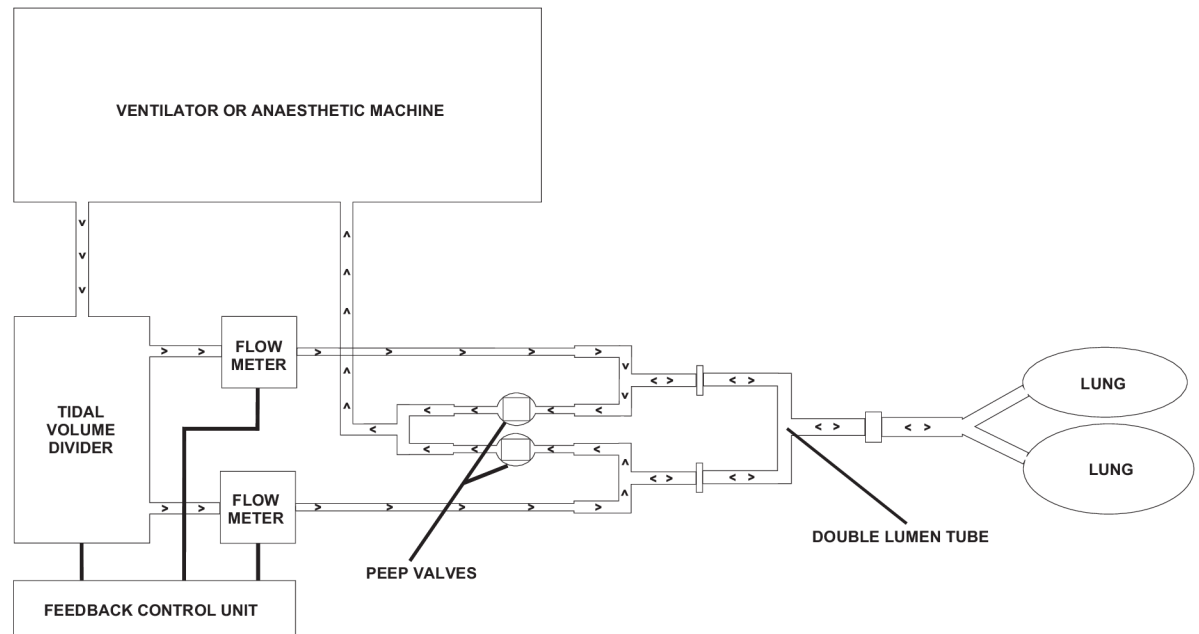 VENTILATOR OR ANAESTHETIC MACHINE
FLOW
METER
TIDAL
VOLUME
DIVIDER
LUNG
LUNG
FLOW
METER
DOUBLE LUMEN TUBE
PEEP VALVES
FEEDBACK CONTROL UNIT